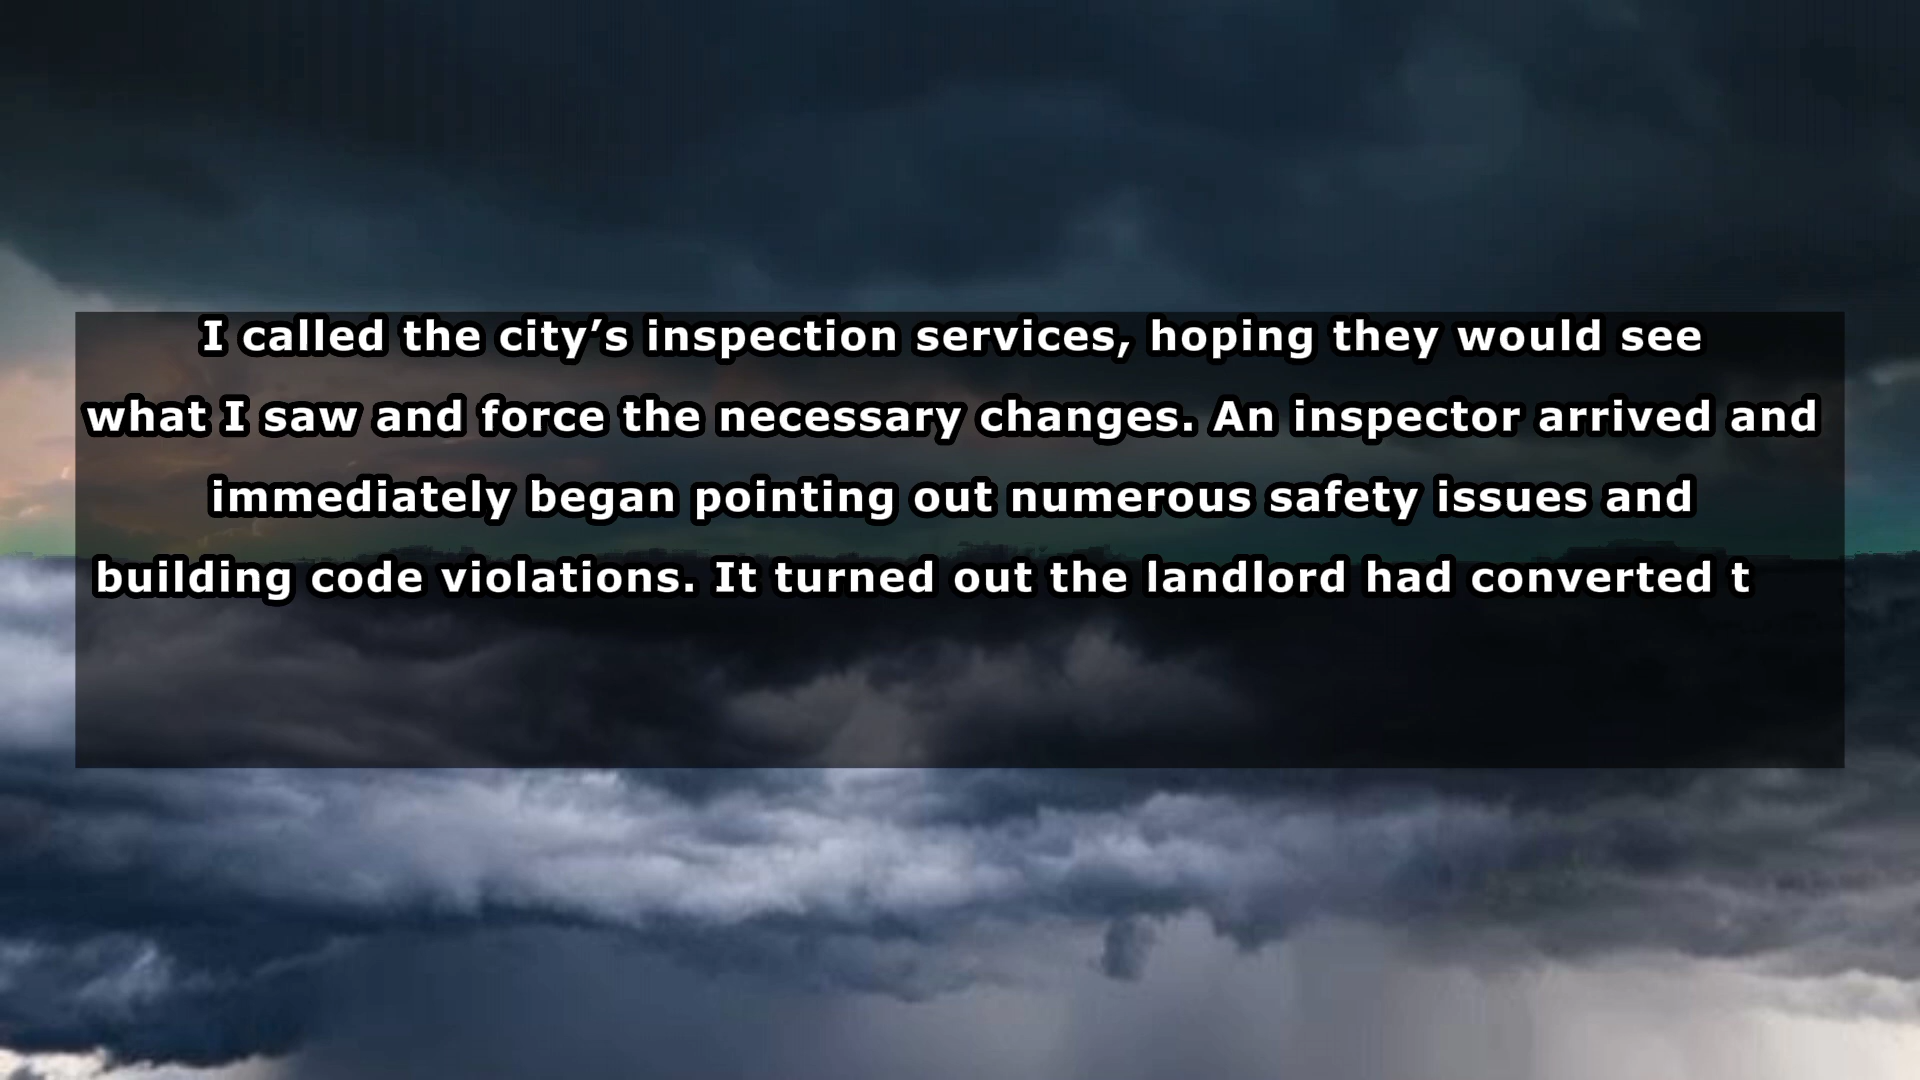 I called the city’s inspection services, hoping they would see
what I saw and force the necessary changes. An inspector arrived and
immediately began pointing out numerous safety issues and
building code violations. It turned out the landlord had converted t